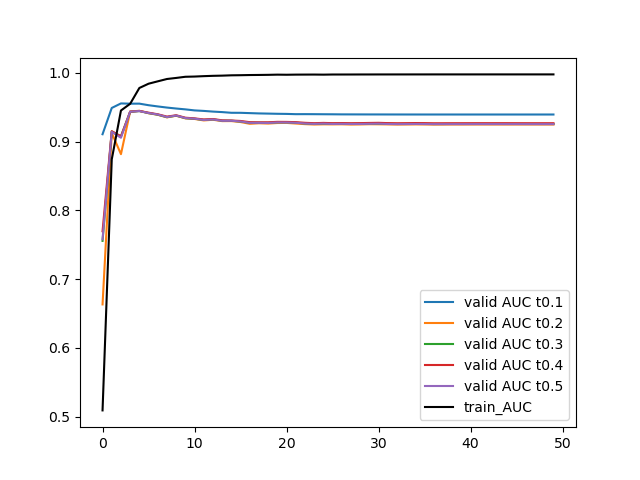 1.0
0.9
0.8
0.7
0.6
0.5
0
10
20
30
40
50
valid AUC t0.1
valid AUC t0.2
valid AUC t0.3
valid AUC t0.4
valid AUC t0.5
train_AUC